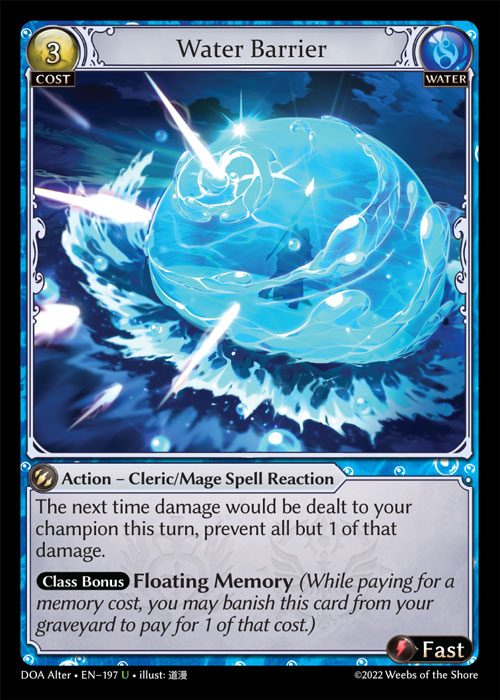 3
Water Barrier
COST
WATER
Action – Cleric/Mage Spell Reaction
The next time damage would be dealt to your
champion this turn, prevent all but 1 of that
damage.
Class Bonus Floating Memory (While paying for a
memory cost, you may banish this card from your
graveyard to pay for 1 of that cost.)
Fast
DOA Alter • EN–197 U • illust: 道漫
©2022 Weebs of the Shore